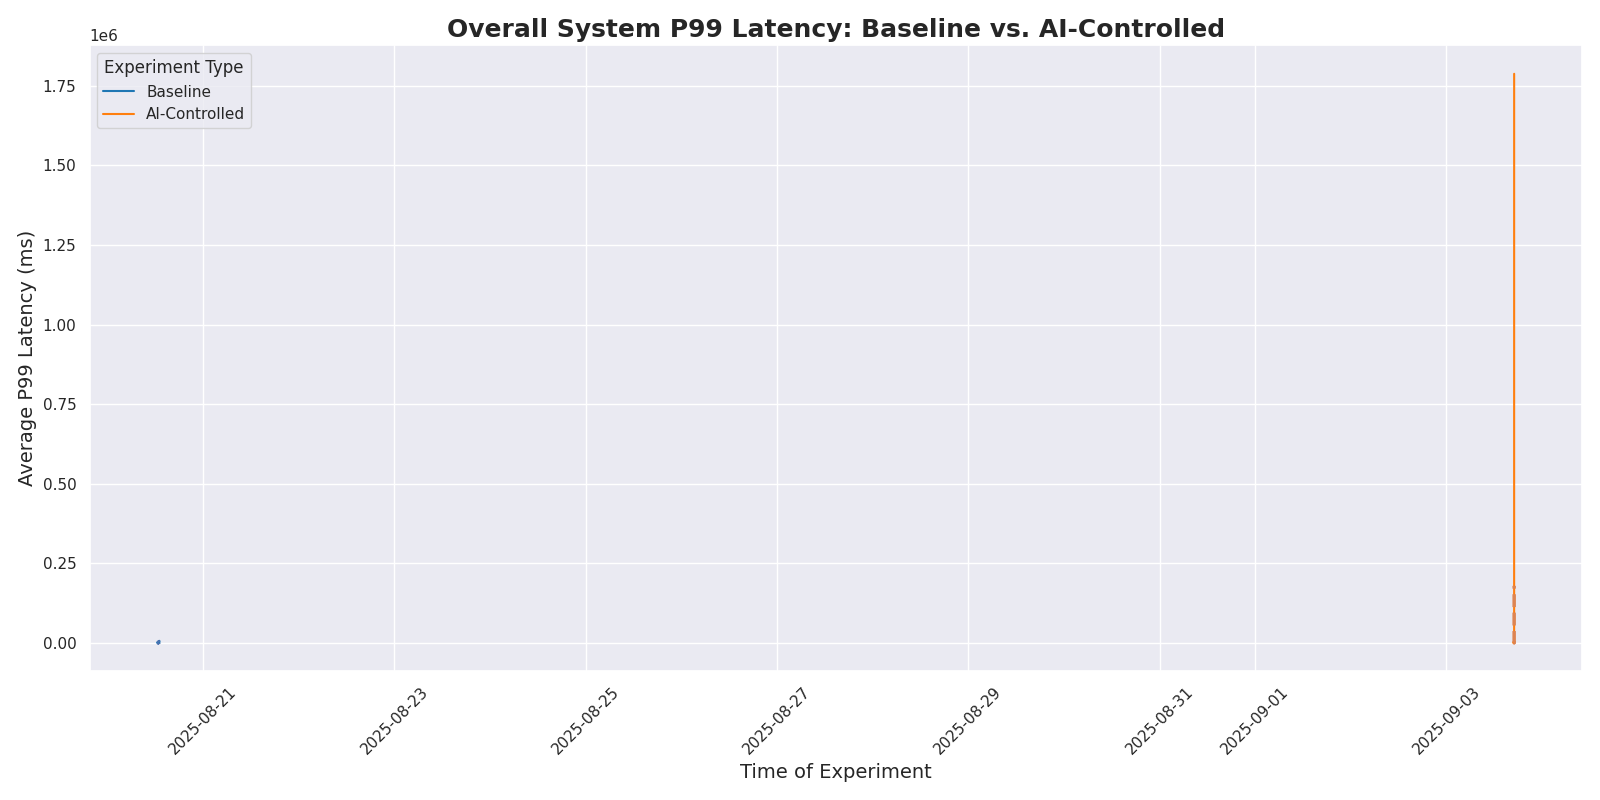 Overall System P99 Latency: Baseline vs. AI-Controlled
1e6
Experiment Type
Baseline
AI-Controlled
1.75
1.50
1.25
1.00
0.75
0.50
0.25
0.00
Average P99 Latency (ms)
2025-08-21
2025-08-23
2025-08-25
2025-08-27
2025-08-29
2025-08-31
2025-09-01
2025-09-03
Time of Experiment